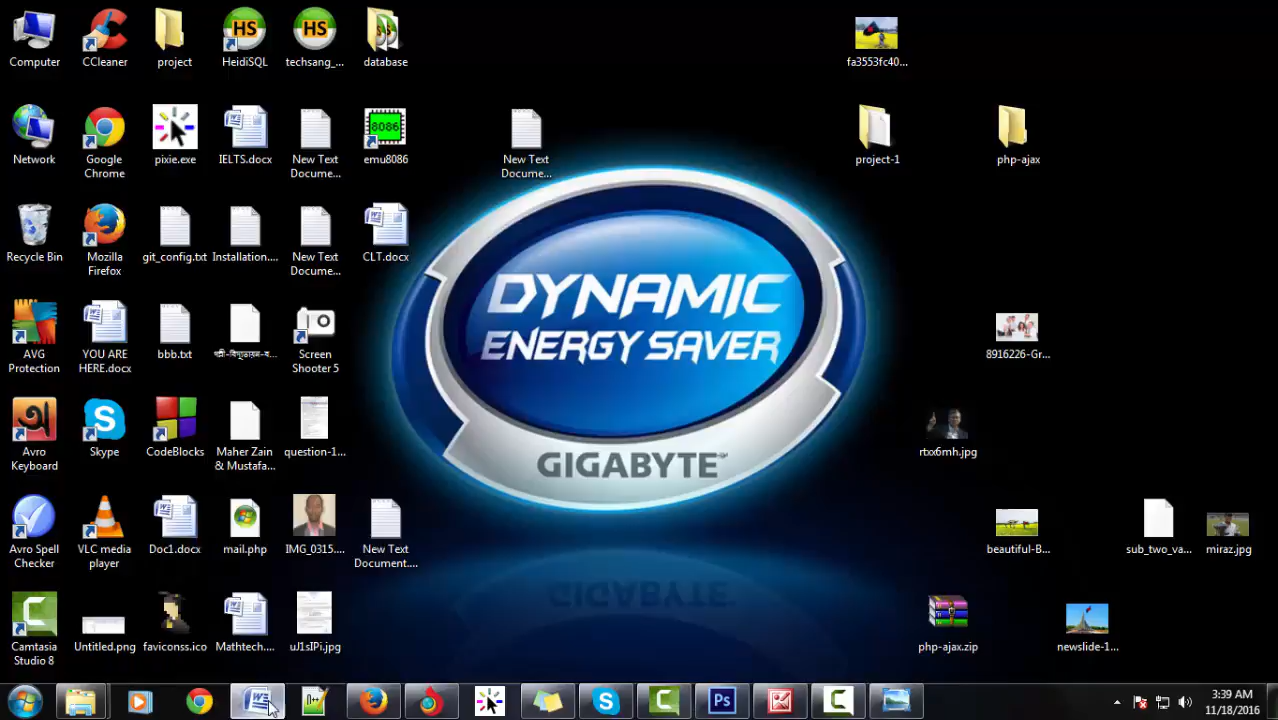 Computer
CCleaner
project
HeidiSQL
techsang_...
database
fa3553fc40...
Network
Google
Chrome
pixie.exe
IELTS.docx
New Text
Docume...
emu8086
New Text
Docume...
project-1
php-ajax
Recycle Bin
Mozilla
Firefox
git_config.txt
Installation....
New Text
Docume...
CLT.docx
DYNAMIC
ENERGY SAVER
GIGABYTE™
AVG
Protection
YOU ARE
HERE.docx
bbb.txt
Screen
Shooter 5
8916226-Gr...
Avro
Keyboard
Skype
CodeBlocks
Maher Zain
& Mustafa...
question-1...
rtxx6mh.jpg
Avro Spell
Checker
VLC media
player
Doc1.docx
mail.php
IMG_0315....
New Text
Document....
beautiful-B...
sub_two_va...
miraz.jpg
Camtasia
Studio 8
Untitled.png
faviconss.ico
Mathtech....
uJ1sIPi.jpg
php-ajax.zip
newslide-1...
3:39 AM
11/18/2016